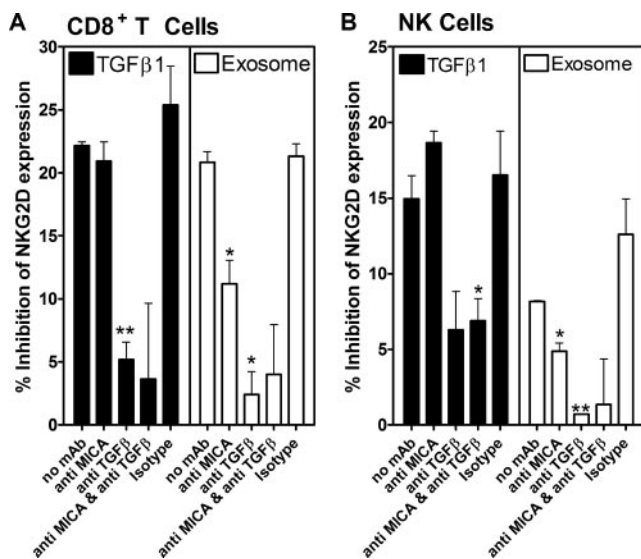 A CD8+ T Cells
TGFβ1
Exosome
% Inhibition of NKG2D expression
30
25
20
15
10
5
0
**
*
*
no mAb
anti MICA
anti TGFβ
anti MICA & anti TGFβ
Isotype
no mAb
anti MICA
anti TGFβ
anti MICA & anti TGFβ
Isotype
B NK Cells
TGFβ1
Exosome
% Inhibition of NKG2D expression
25
20
15
10
5
0
*
*
**
no mAb
anti MICA
anti TGFβ
anti MICA & anti TGFβ
Isotype
no mAb
anti MICA
anti TGFβ
anti MICA & anti TGFβ
Isotype